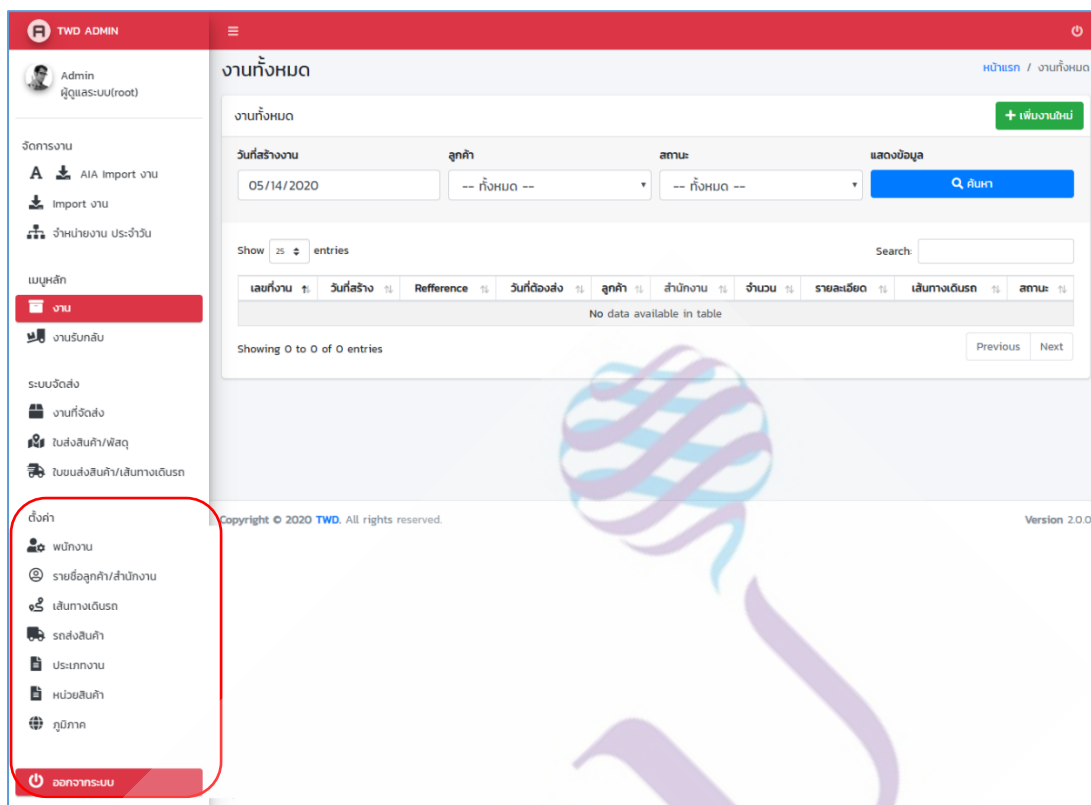 TWD ADMIN
Admin
ผู้ดูแลระบบ(root)
จัดการงาน
A AIA Import งาน
Import งาน
จำหน่ายงาน ประจำวัน
เมนูหลัก
งาน
งานรับกลับ
ระบบจัดส่ง
งานที่จัดส่ง
ใบส่งสินค้า/พัสดุ
ใบขนส่งสินค้า/เส้นทางเดินรถ
ตั้งค่า
พนักงาน
รายชื่อลูกค้า/สำนักงาน
เส้นทางเดินรถ
รถส่งสินค้า
ประเภทงาน
หน่วยสินค้า
ภูมิภาค
ออกจากระบบ
งานทั้งหมด
หน้าแรก / งานทั้งหมด
งานทั้งหมด
+ เพิ่มงานใหม่
วันที่สร้างงาน ลูกค้า สถานะ แสดงข้อมูล
05/14/2020 -- ทั้งหมด -- -- ทั้งหมด -- ค้นหา
Show 25 entries Search:
เลขที่งาน วันที่สร้าง Refference วันที่ต้องส่ง ลูกค้า สำนักงาน จำนวน รายละเอียด เส้นทางเดินรถ สถานะ
No data available in table
Showing 0 to 0 of 0 entries Previous Next
Copyright © 2020 TWD. All rights reserved. Version 2.0.0